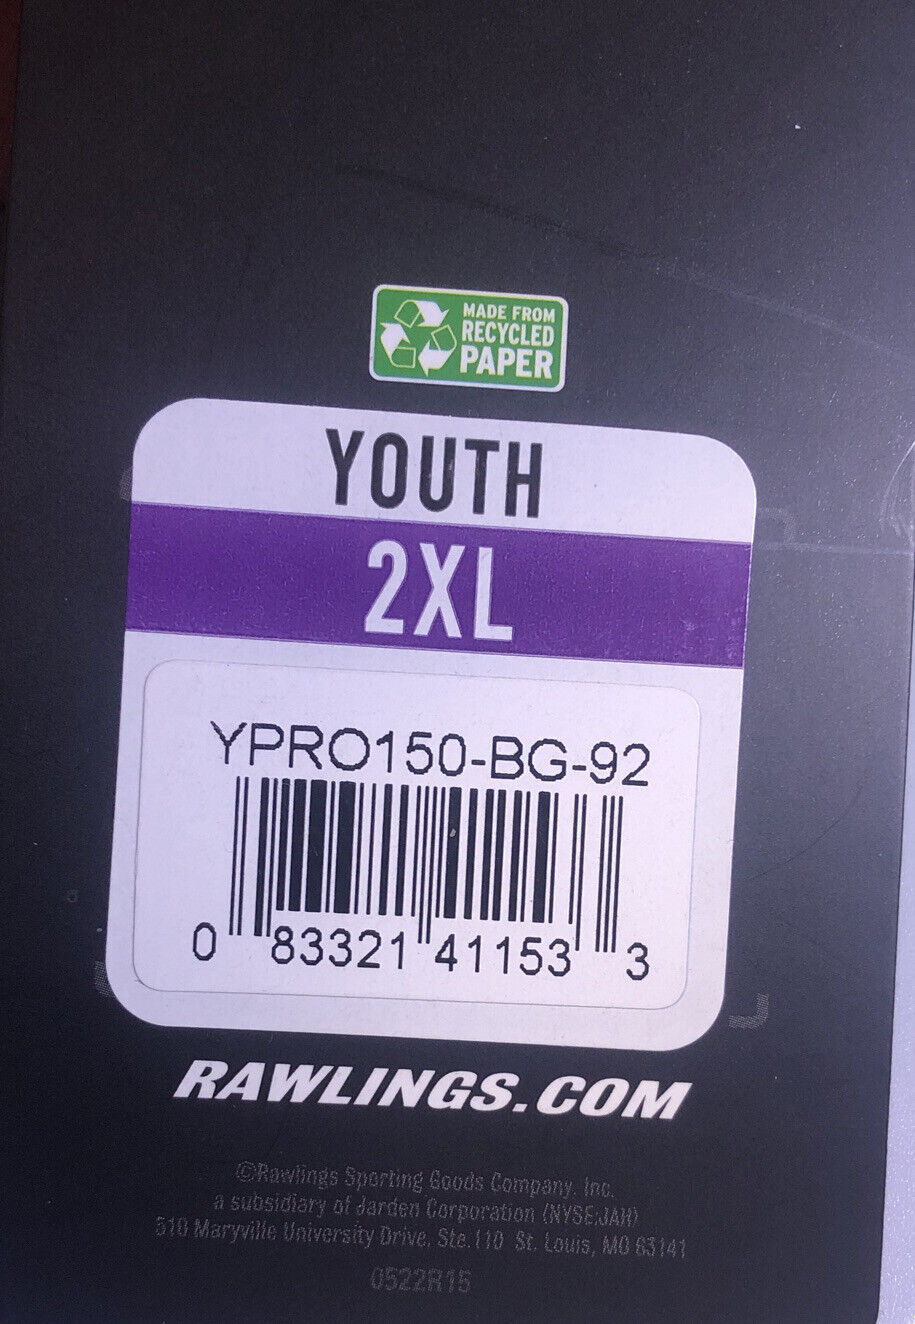 MADE FROM
RECYCLED
PAPER
YOUTH
2XL
YPRO150-BG-92
0 83321 41153 3
RAWLINGS.COM
©Rawlings Sporting Goods Company, Inc.
a subsidiary of Jarden Corporation (NYSE:JAH)
510 Maryville University Drive. Ste.110 St. Louis, MO 63141
0522R15